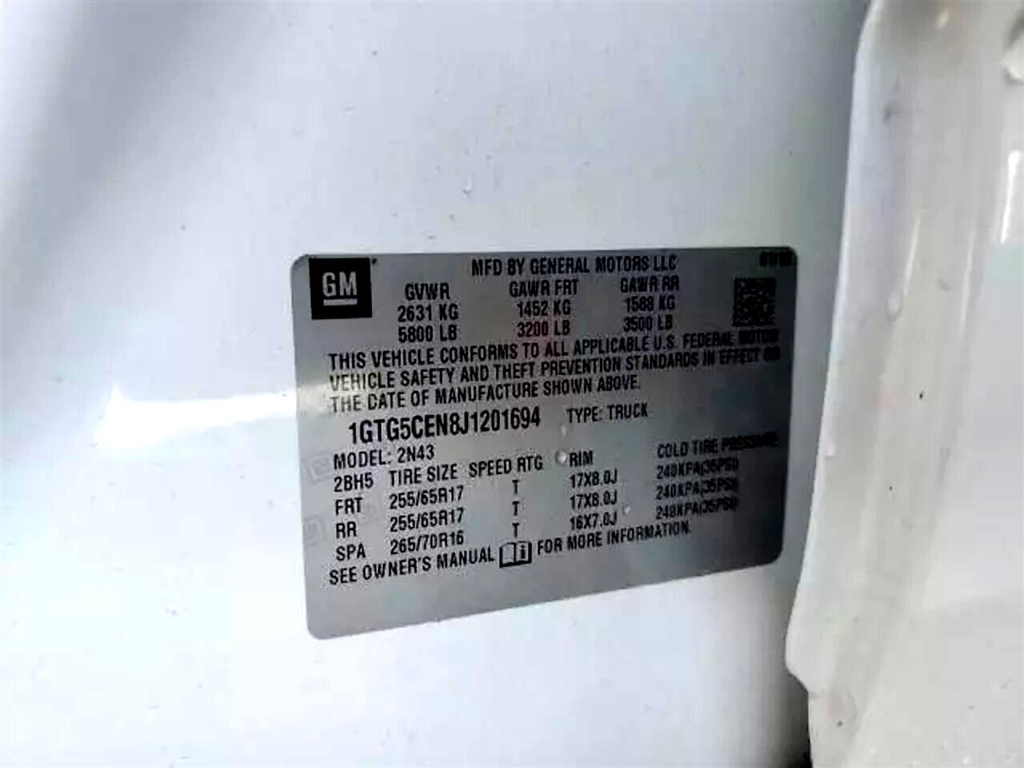 GM
MFD BY GENERAL MOTORS LLC
GVWR GAWR FRT GAWR RR
2631 KG 1452 KG 1588 KG
5800 LB 3200 LB 3500 LB
THIS VEHICLE CONFORMS TO ALL APPLICABLE U.S. FEDERAL MOTOR
VEHICLE SAFETY AND THEFT PREVENTION STANDARDS IN EFFECT ON
THE DATE OF MANUFACTURE SHOWN ABOVE.
1GTG5CEN8J1201694 TYPE: TRUCK
MODEL: 2N43
2BH5 TIRE SIZE SPEED RTG RIM COLD TIRE PRESSURE
FRT 255/65R17 T 17X8.0J 240KPA(35PSI)
RR 255/65R17 T 17X8.0J 240KPA(35PSI)
SPA 265/70R16 T 16X7.0J 240KPA(35PSI)
SEE OWNER'S MANUAL FOR MORE INFORMATION.